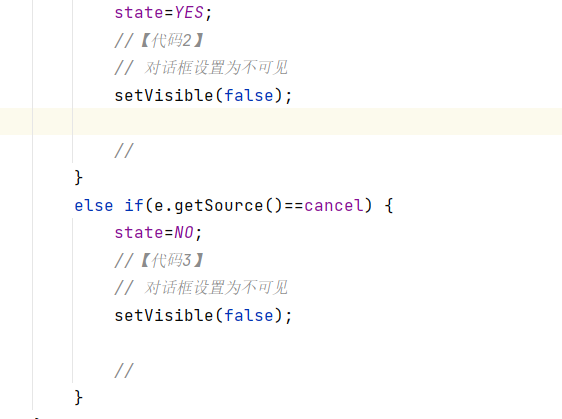 state=YES;
//【代码2】
// 对话框设置为不可见
setVisible(false);
//
}
else if(e.getSource()==cancel) {
state=NO;
//【代码3】
// 对话框设置为不可见
setVisible(false);
//
}